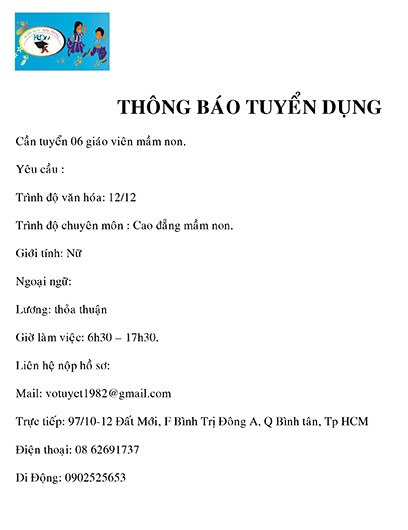 THÔNG BÁO TUYỂN DỤNG
Cần tuyển 06 giáo viên mầm non.
Yêu cầu :
Trình độ văn hóa: 12/12
Trình độ chuyên môn : Cao đẳng mầm non.
Giới tính: Nữ
Ngoại ngữ:
Lương: thỏa thuận
Giờ làm việc: 6h30 – 17h30.
Liên hệ nộp hồ sơ:
Mail: votuyct1982@gmail.com
Trực tiếp: 97/10-12 Đất Mới, F Bình Trị Đông A, Q Bình tân, Tp HCM
Điện thoại: 08 62691737
Di Động: 0902525653